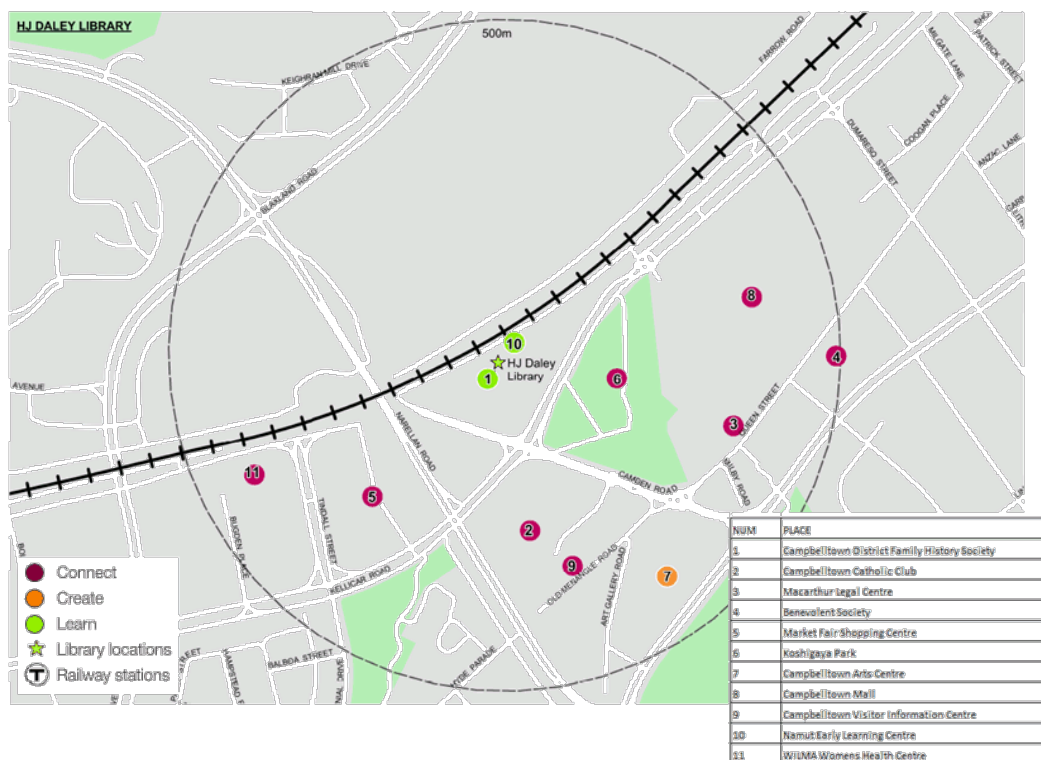 HJ DALEY LIBRARY
500m
FARROW ROAD
MILGATE LANE
PATRICK STREET
KEIGHRAN MILL DRIVE
COOGAN PLACE
DUMARESQ STREET
ANZAC LANE
BLAXLAND ROAD
8
10
HJ Daley
Library
4
1
6
AVENUE
QUEEN STREET
3
NARELLAN ROAD
MILBY ROAD
CAMDEN ROAD
11
5
TINDALL STREET
BUGDEN PLACE
2
9
OLD MENANGLE ROAD
ART GALLERY ROAD
7
KELLICAR ROAD
BALBOA STREET
HYDE PARADE
Connect
Create
Learn
Library locations
T Railway stations
NUM PLACE
1 Campbelltown District Family History Society
2 Campbelltown Catholic Club
3 Macarthur Legal Centre
4 Benevolent Society
5 Market Fair Shopping Centre
6 Koshigaya Park
7 Campbelltown Arts Centre
8 Campbelltown Mall
9 Campbelltown Visitor Information Centre
10 Namut Early Learning Centre
11 WILMA Womens Health Centre